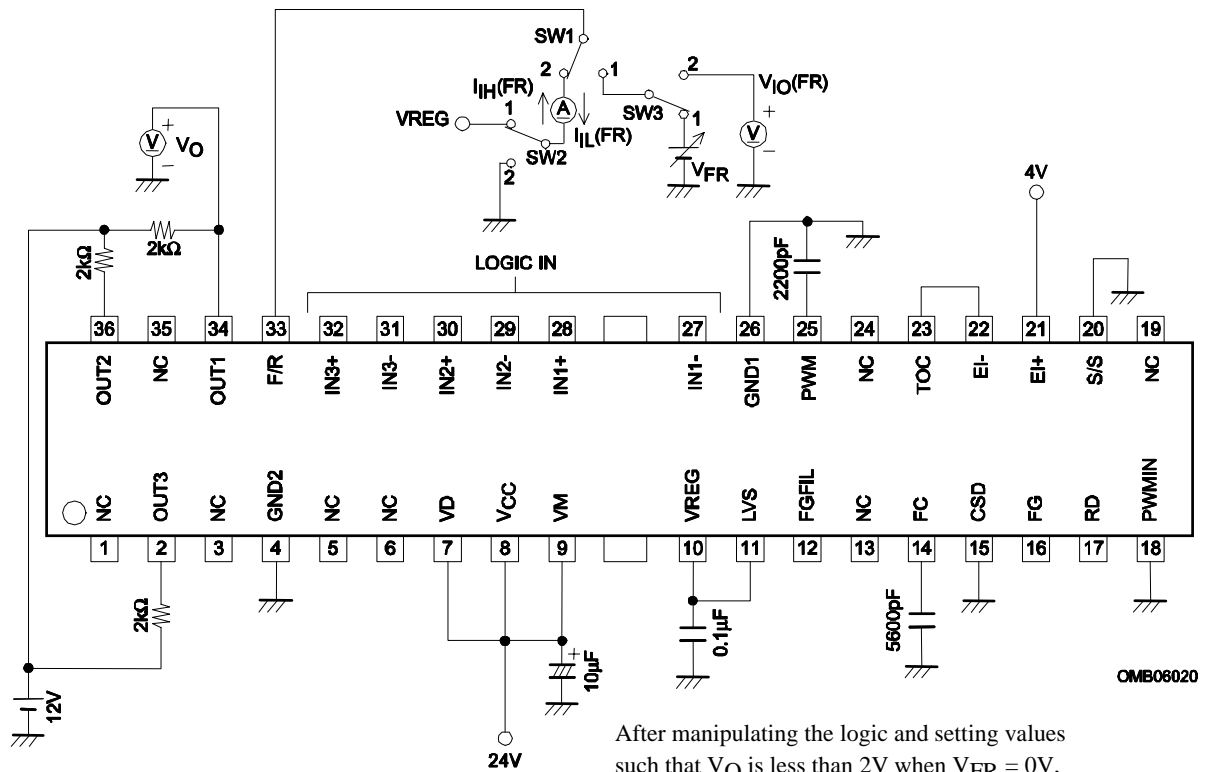 SW1
2
1
2
I_IH(FR)
V_IO(FR)
A
SW3
VREG
1
1
V
V
V_O
I_IL(FR)
SW2
2
V_FR
4V
2kΩ
2kΩ
LOGIC IN
2200pF
36 35 34 33 32 31 30 29 28 27 26 25 24 23 22 21 20 19
OUT2 NC OUT1 F/R IN3+ IN3- IN2+ IN2- IN1+ IN1- GND1 PWM NC TOC EI- EI+ S/S NC
NC OUT3 NC GND2 NC NC VD VCC VM VREG LVS FGFIL NC FC CSD FG RD PWMIN
1 2 3 4 5 6 7 8 9 10 11 12 13 14 15 16 17 18
2kΩ
0.1µF
5600pF
10µF
OMB06020
12V
24V
After manipulating the logic and setting values
such that VO is less than 2V when VFR = 0V,